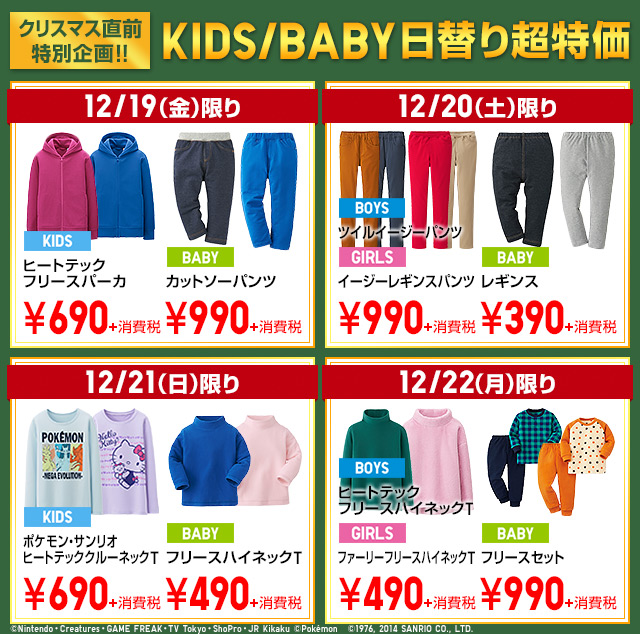 クリスマス直前
特別企画!!
KIDS/BABY日替り超特価
12/19(金)限り
KIDS
ヒートテック
フリースパーカ
¥690+消費税
BABY
カットソーパンツ
¥990+消費税
12/20(土)限り
BOYS
ツイルイージーパンツ
GIRLS
イージーレギンスパンツ
¥990+消費税
BABY
レギンス
¥390+消費税
12/21(日)限り
POKÉMON
-MEGA EVOLUTION-
Hello
Kitty
KIDS
ポケモン・サンリオ
ヒートテッククルーネックT
¥690+消費税
BABY
フリースハイネックT
¥490+消費税
12/22(月)限り
BOYS
ヒートテック
フリースハイネックT
GIRLS
ファーリーフリースハイネックT
¥490+消費税
BABY
フリースセット
¥990+消費税
©Nintendo・Creatures・GAME FREAK・TV Tokyo・ShoPro・JR Kikaku ©Pokémon ©1976, 2014 SANRIO CO., LTD.